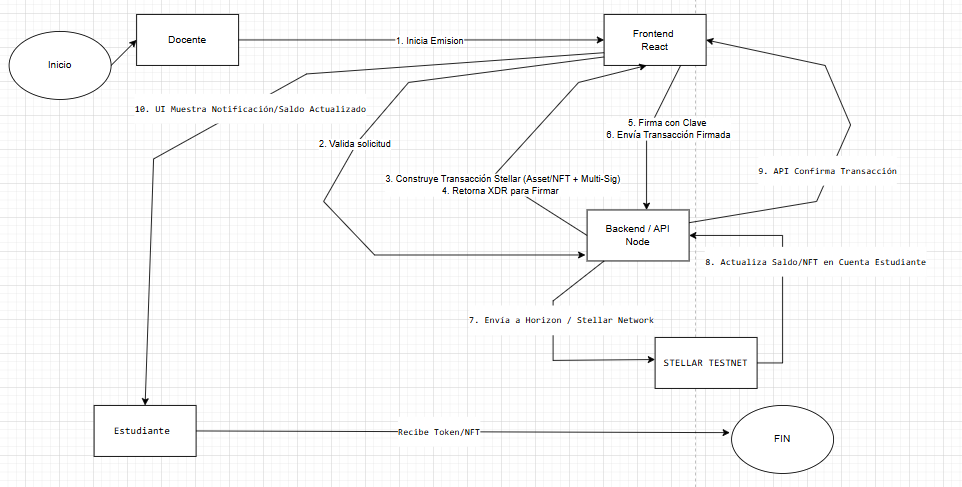 Inicio
Docente
1. Inicia Emision
Frontend
React
10. UI Muestra Notificación/Saldo Actualizado
2. Valida solicitud
5. Firma con Clave
6. Envía Transacción Firmada
3. Construye Transacción Stellar (Asset/NFT + Multi-Sig)
4. Retorna XDR para Firmar
9. API Confirma Transacción
Backend / API
Node
8. Actualiza Saldo/NFT en Cuenta Estudiante
7. Envía a Horizon / Stellar Network
STELLAR TESTNET
Estudiante
Recibe Token/NFT
FIN